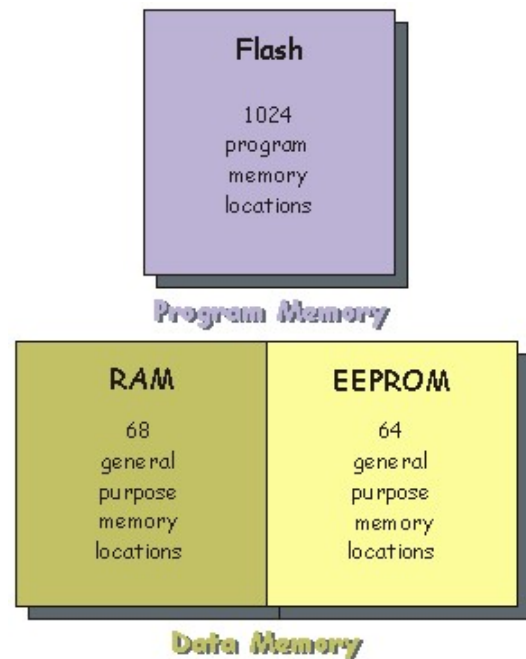 Flash
1024
program
memory
locations
Program Memory
RAM
68
general
purpose
memory
locations
EEPROM
64
general
purpose
memory
locations
Data Memory